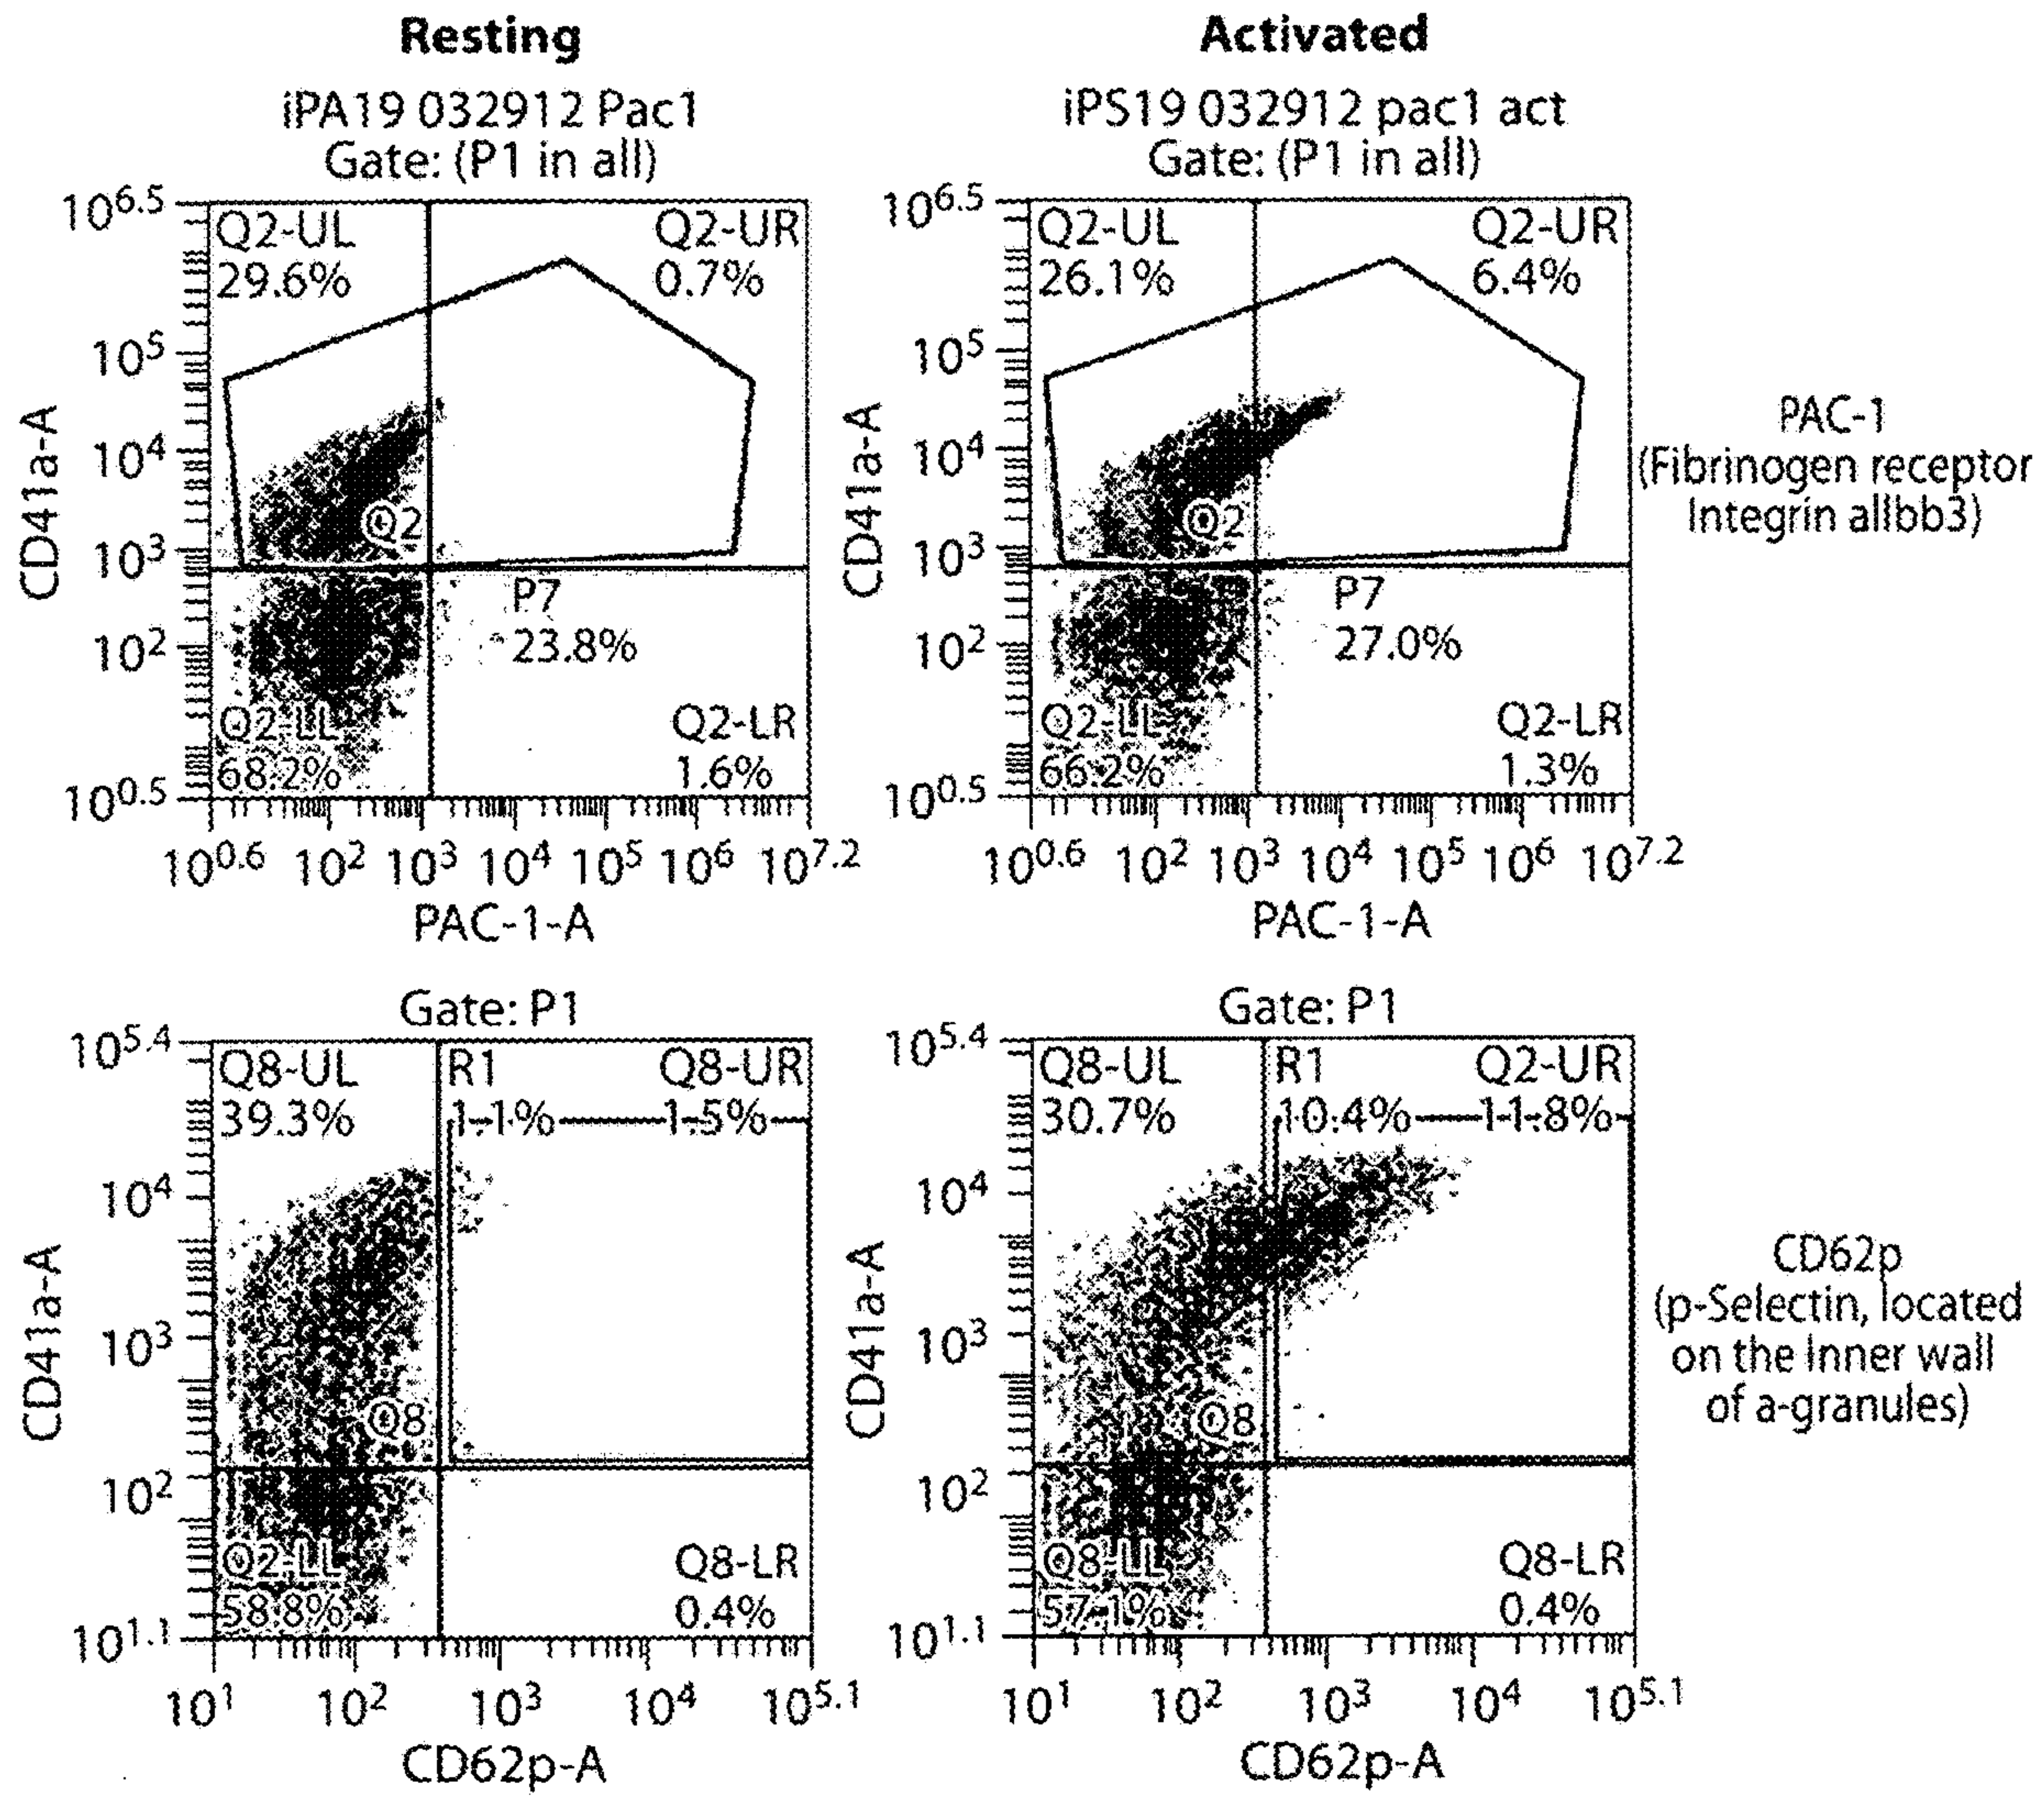 Resting
iPA19 032912 Pac1
Gate: (P1 in all)
10^6.5
Q2-UL
29.6%
Q2-UR
0.7%
10^5
10^4
10^3
10^2
10^0.5
CD41a-A
Q2
P7
23.8%
Q2-LL
68.2%
Q2-LR
1.6%
10^0.6 10^2 10^3 10^4 10^5 10^6 10^7.2
PAC-1-A
Activated
iPS19 032912 pac1 act
Gate: (P1 in all)
10^6.5
Q2-UL
26.1%
Q2-UR
6.4%
10^5
10^4
10^3
10^2
10^0.5
CD41a-A
Q2
P7
27.0%
Q2-LL
66.2%
Q2-LR
1.3%
10^0.6 10^2 10^3 10^4 10^5 10^6 10^7.2
PAC-1-A
PAC-1
(Fibrinogen receptor
Integrin allbb3)
Gate: P1
10^5.4
Q8-UL
39.3%
R1
1.1%
Q8-UR
1.5%
10^4
10^3
10^2
10^1.1
CD41a-A
Q8
Q2-LL
58.8%
Q8-LR
0.4%
10^1 10^2 10^3 10^4 10^5.1
CD62p-A
Gate: P1
10^5.4
Q8-UL
30.7%
R1
10.4%
Q2-UR
11.8%
10^4
10^3
10^2
10^1.1
CD41a-A
Q8
Q8-LL
57.1%
Q8-LR
0.4%
10^1 10^2 10^3 10^4 10^5.1
CD62p-A
CD62p
(p-Selectin, located
on the Inner wall
of a-granules)